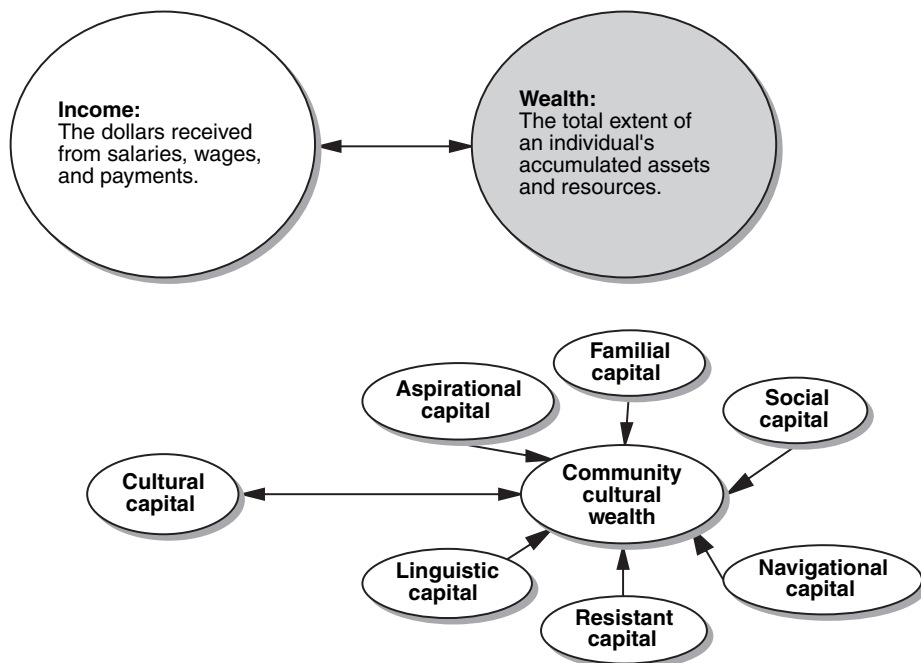 Income:
The dollars received
from salaries, wages,
and payments.
Wealth:
The total extent of
an individual's
accumulated assets
and resources.
Familial
capital
Aspirational
capital
Social
capital
Cultural
capital
Community
cultural
wealth
Linguistic
capital
Resistant
capital
Navigational
capital